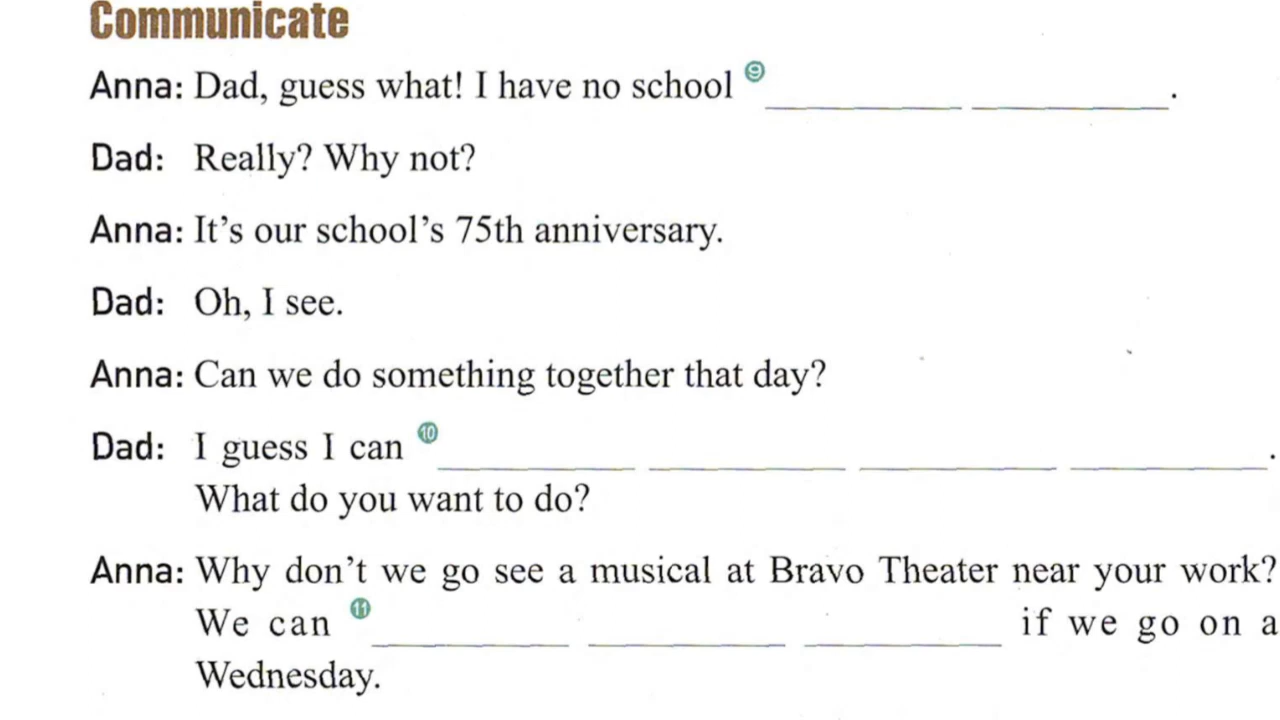 Communicate
Anna: Dad, guess what! I have no school ⑨ ________ ________.
Dad: Really? Why not?
Anna: It's our school's 75th anniversary.
Dad: Oh, I see.
Anna: Can we do something together that day?
Dad: I guess I can ⑩ ________ ________ ________ ________.
What do you want to do?
Anna: Why don't we go see a musical at Bravo Theater near your work?
We can ⑪ ________ ________ ________ if we go on a
Wednesday.